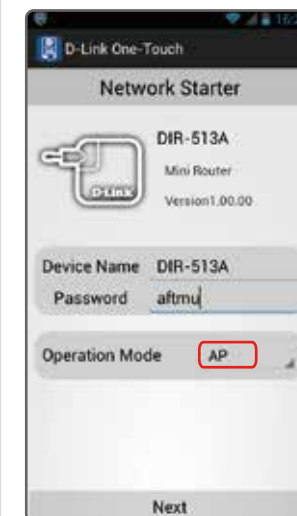 D-Link One-Touch
Network Starter
DIR-513A
Mini Router
Version1.00.00
D-Link
Device Name DIR-513A
Password aftmu
Operation Mode AP
Next